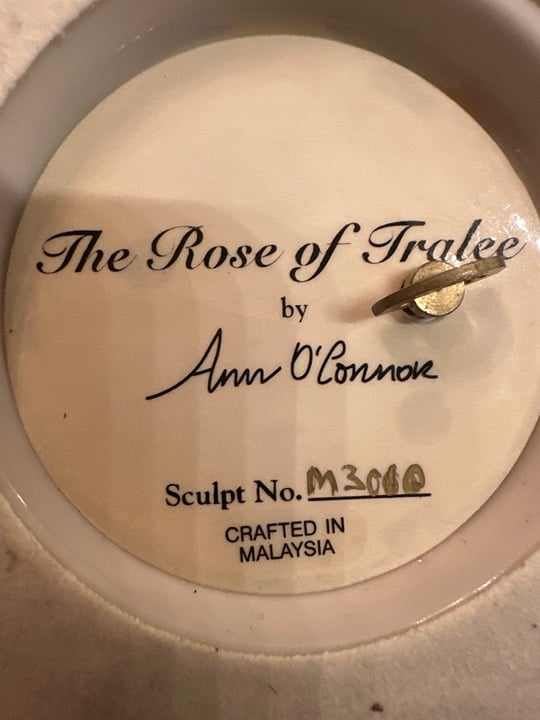 The Rose of Tralee
by
Ann O'Connor
Sculpt No. M3060
CRAFTED IN
MALAYSIA